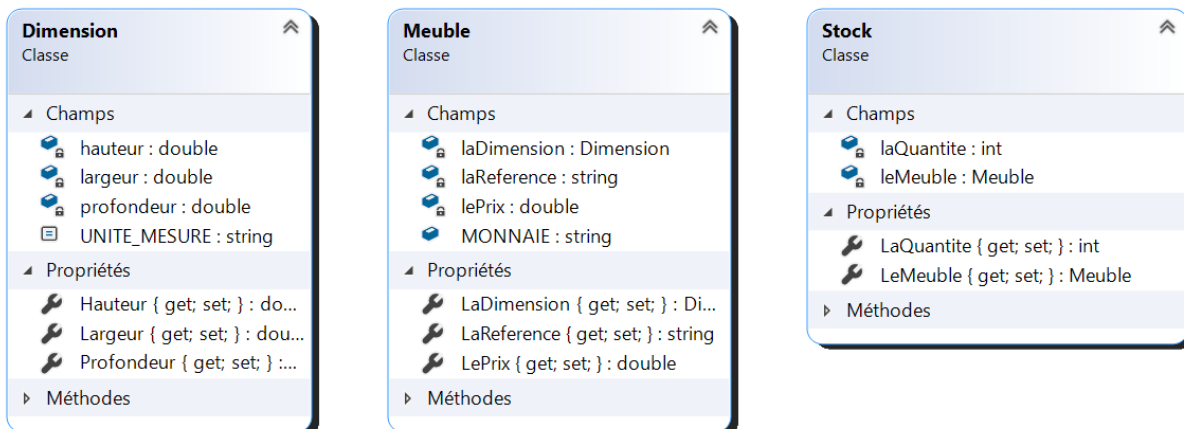 Dimension
Classe
Champs
hauteur : double
largeur : double
profondeur : double
UNITE_MESURE : string
Propriétés
Hauteur { get; set; } : do...
Largeur { get; set; } : dou...
Profondeur { get; set; } :...
Méthodes
Meuble
Classe
Champs
laDimension : Dimension
laReference : string
lePrix : double
MONNAIE : string
Propriétés
LaDimension { get; set; } : Di...
LaReference { get; set; } : string
LePrix { get; set; } : double
Méthodes
Stock
Classe
Champs
laQuantite : int
leMeuble : Meuble
Propriétés
LaQuantite { get; set; } : int
LeMeuble { get; set; } : Meuble
Méthodes